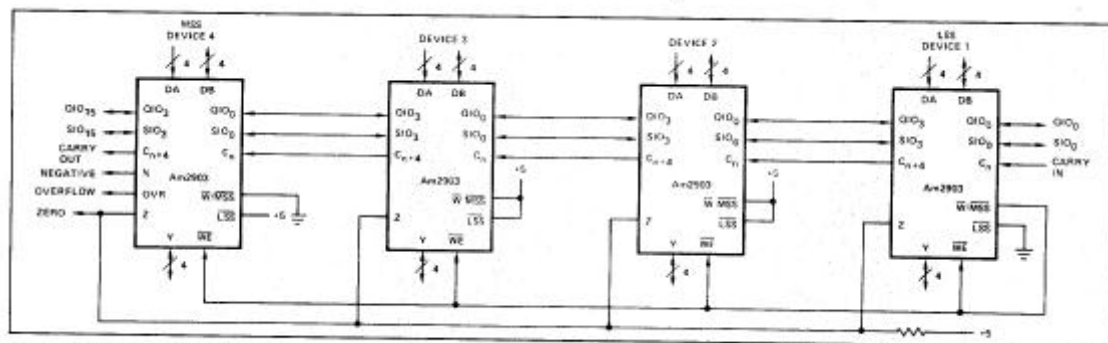 MSS
DEVICE 4
DEVICE 3
DEVICE 2
LSS
DEVICE 1
4 4
4 4
4 4
4 4
DA DB
DA DB
DA DB
DA DB
QIO15
QIO3 QIO0
QIO3 QIO0
QIO3 QIO0
QIO3 QIO0
QIO0
SIO15
SIO3 SIO0
SIO3 SIO0
SIO3 SIO0
SIO3 SIO0
SIO0
CARRY OUT
Cn+4 Cn
Cn+4 Cn
Cn+4 Cn
Cn+4 Cn
CARRY IN
NEGATIVE
N
Am2903
Am2903
Am2903
Am2903
+5
+5
OVERFLOW
OVR
W/MSS
W/MSS
W/MSS
W/MSS
ZERO
Z
LSS
+5
Z
LSS
Z
LSS
Z
LSS
Y WE
Y WE
Y WE
Y WE
4
4
4
4
+5